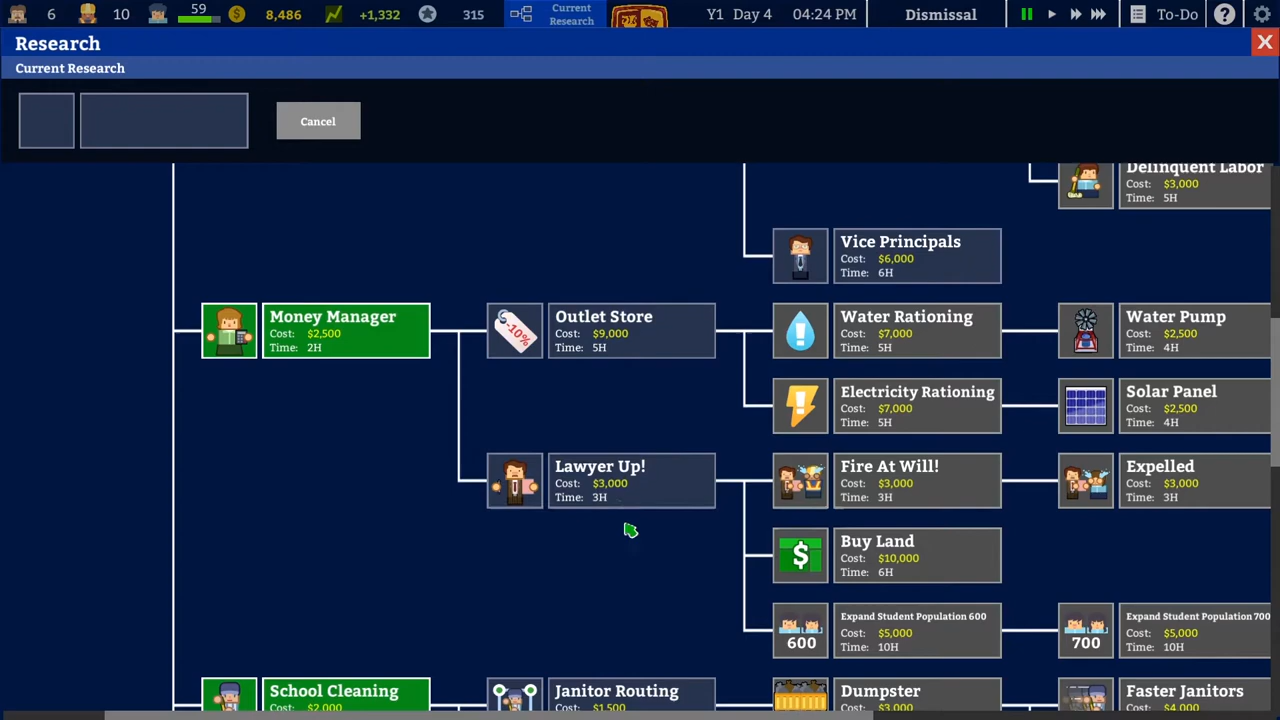 6 10 59 8,486 +1,332 315 Current Research Y1 Day 4 04:24 PM Dismissal To-Do ?
Research X
Current Research
Cancel
Delinquent Labor
Cost: $3,000
Time: 5H
Vice Principals
Cost: $6,000
Time: 6H
Money Manager
Cost: $2,500
Time: 2H
-10%
Outlet Store
Cost: $9,000
Time: 5H
Water Rationing
Cost: $7,000
Time: 5H
Water Pump
Cost: $2,500
Time: 4H
Electricity Rationing
Cost: $7,000
Time: 5H
Solar Panel
Cost: $2,500
Time: 4H
Lawyer Up!
Cost: $3,000
Time: 3H
Fire At Will!
Cost: $3,000
Time: 3H
Expelled
Cost: $3,000
Time: 3H
$
Buy Land
Cost: $10,000
Time: 6H
600
Expand Student Population 600
Cost: $5,000
Time: 10H
700
Expand Student Population 700
Cost: $5,000
Time: 10H
School Cleaning
Cost: $2,000
Janitor Routing
Cost: $1,500
Dumpster
Cost: $3,000
Faster Janitors
Cost: $4,000